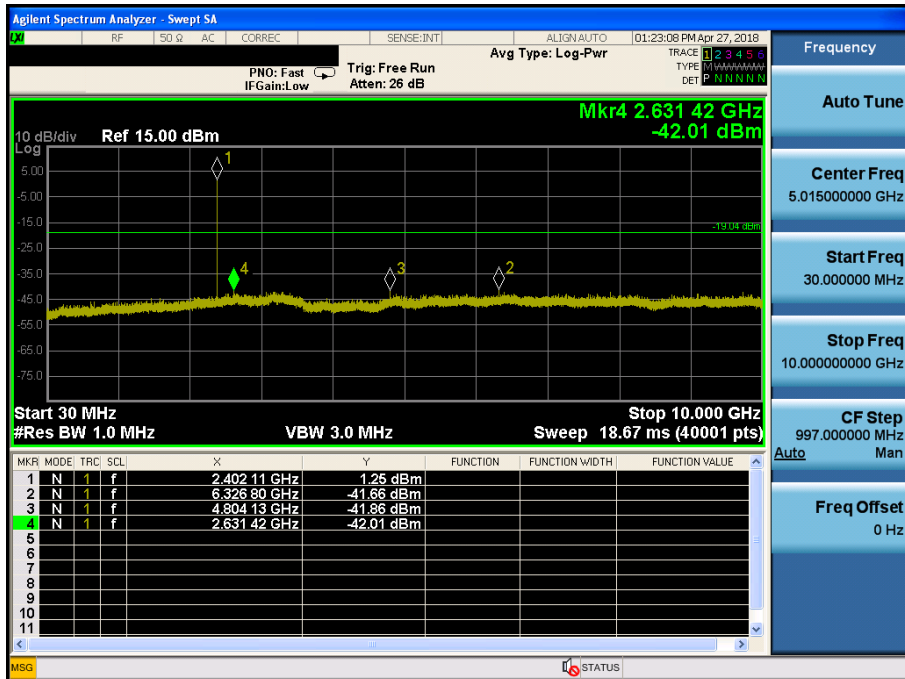 Agilent Spectrum Analyzer - Swept SA
LXI RF 50 Ω AC CORREC SENSE:INT ALIGN AUTO 01:23:08 PM Apr 27, 2018
Avg Type: Log-Pwr
TRACE 1 2 3 4 5 6
PNO: Fast Trig: Free Run
TYPE M WWWWW
IFGain:Low Atten: 26 dB
DET P N N N N N
Mkr4 2.631 42 GHz
-42.01 dBm
10 dB/div Ref 15.00 dBm
Log
5.00
-5.00
-15.0
-25.0
-35.0
-45.0
-55.0
-65.0
-75.0
1
-19.04 dBm
4
3
2
Start 30 MHz Stop 10.000 GHz
#Res BW 1.0 MHz VBW 3.0 MHz Sweep 18.67 ms (40001 pts)
MKR MODE TRC SCL X Y FUNCTION FUNCTION WIDTH FUNCTION VALUE
1 N 1 f 2.402 11 GHz 1.25 dBm
2 N 1 f 6.326 80 GHz -41.66 dBm
3 N 1 f 4.804 13 GHz -41.86 dBm
4 N 1 f 2.631 42 GHz -42.01 dBm
5
6
7
8
9
10
11
MSG STATUS
Frequency
Auto Tune
Center Freq
5.015000000 GHz
Start Freq
30.000000 MHz
Stop Freq
10.000000000 GHz
CF Step
997.000000 MHz
Auto Man
Freq Offset
0 Hz